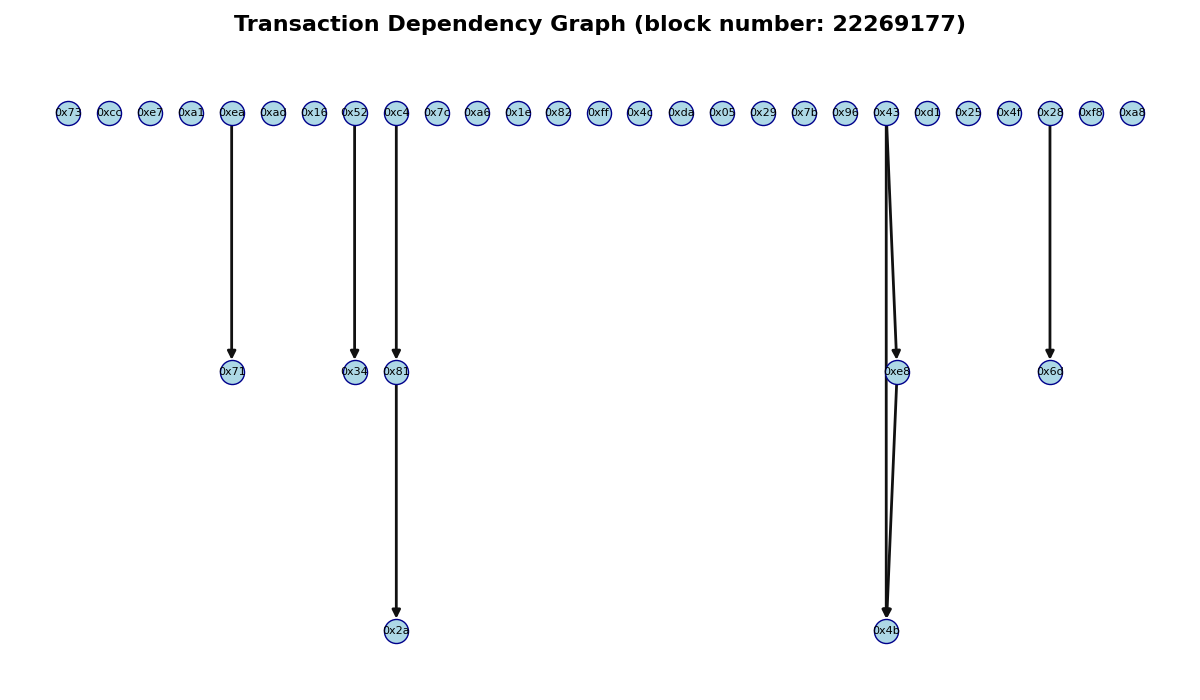 Transaction Dependency Graph (block number: 22269177)
0x73 0xcc 0xe7 0xa1 0xea 0xad 0x16 0x52 0xc4 0x7c 0xa6 0x1e 0x82 0xff 0x4c 0xda 0x05 0x29 0x7b 0x96 0x43 0xd1 0x25 0x4f 0x28 0xf8 0xa8
0x71 0x34 0x81 0xe8 0x6d
0x2a 0x4b